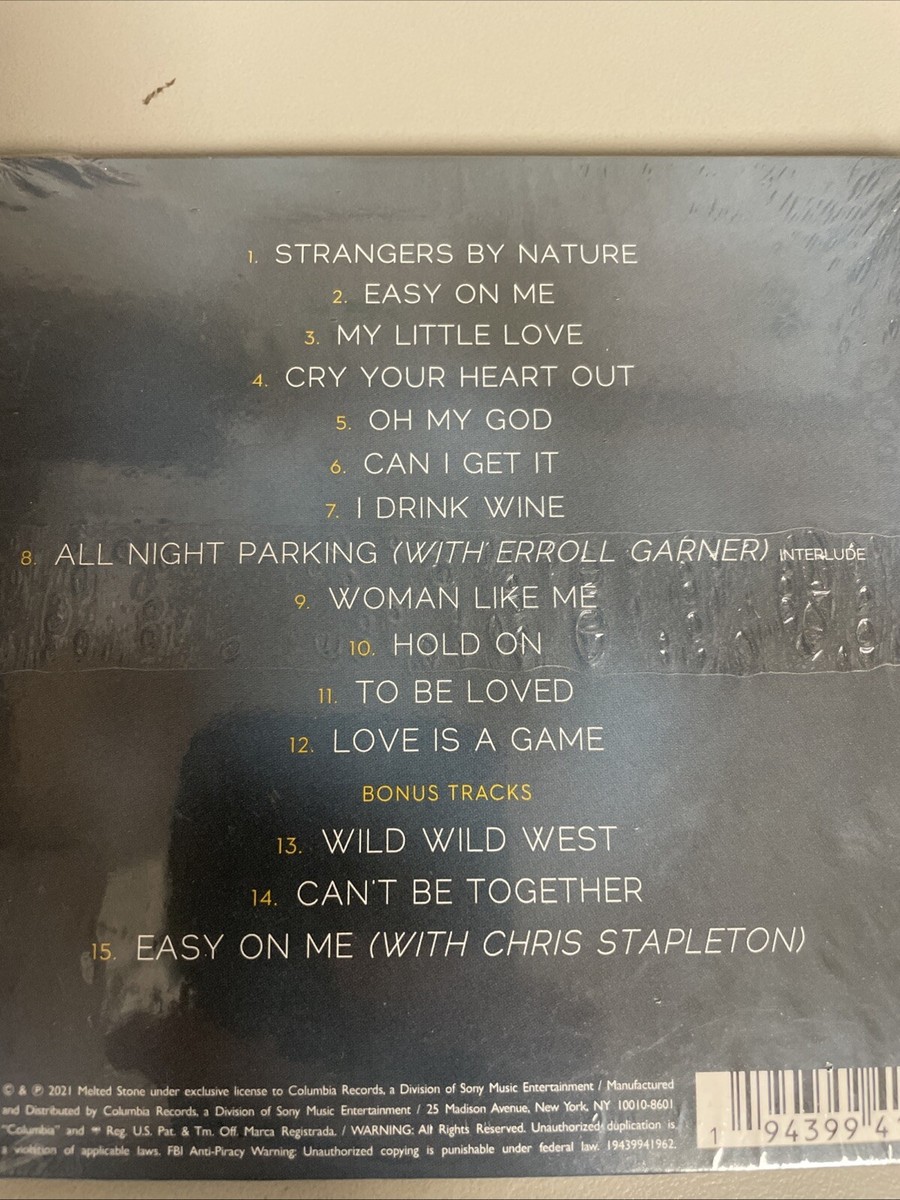 1. STRANGERS BY NATURE
2. EASY ON ME
3. MY LITTLE LOVE
4. CRY YOUR HEART OUT
5. OH MY GOD
6. CAN I GET IT
7. I DRINK WINE
8. ALL NIGHT PARKING (WITH ERROLL GARNER) INTERLUDE
9. WOMAN LIKE ME
10. HOLD ON
11. TO BE LOVED
12. LOVE IS A GAME
BONUS TRACKS
13. WILD WILD WEST
14. CAN'T BE TOGETHER
15. EASY ON ME (WITH CHRIS STAPLETON)
© & ℗ 2021 Melted Stone under exclusive license to Columbia Records, a Division of Sony Music Entertainment / Manufactured
and Distributed by Columbia Records, a Division of Sony Music Entertainment / 25 Madison Avenue, New York, NY 10010-8601
"Columbia" and Reg. U.S. Pat. & Tm. Off. Marca Registrada. / WARNING: All Rights Reserved. Unauthorized duplication is
a violation of applicable laws. FBI Anti-Piracy Warning: Unauthorized copying is punishable under federal law. 19439941962.
1 94399 41